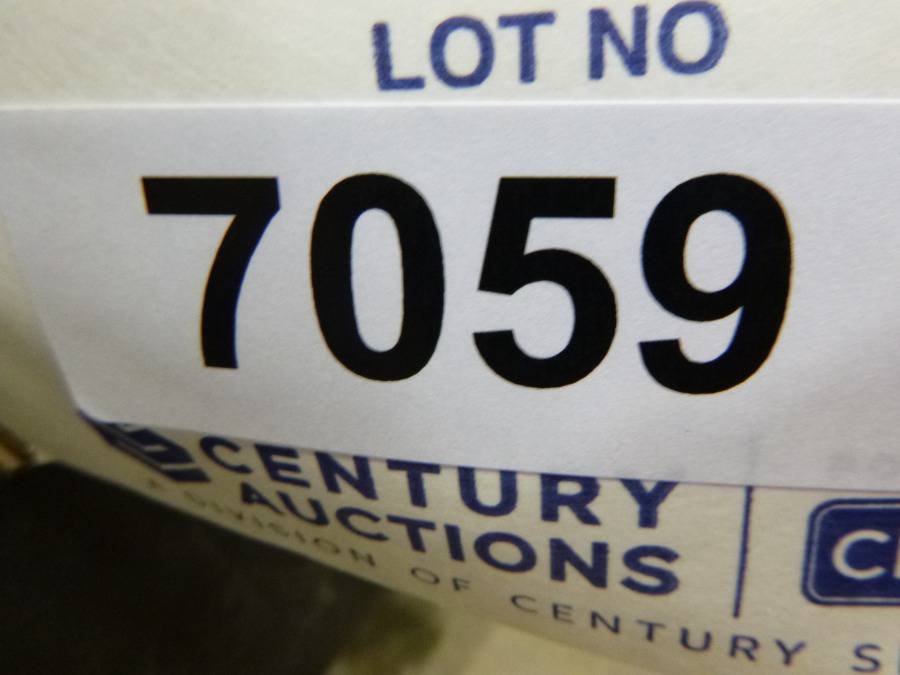 LOT NO
7059
CENTURY
AUCTIONS
A DIVISION OF CENTURY